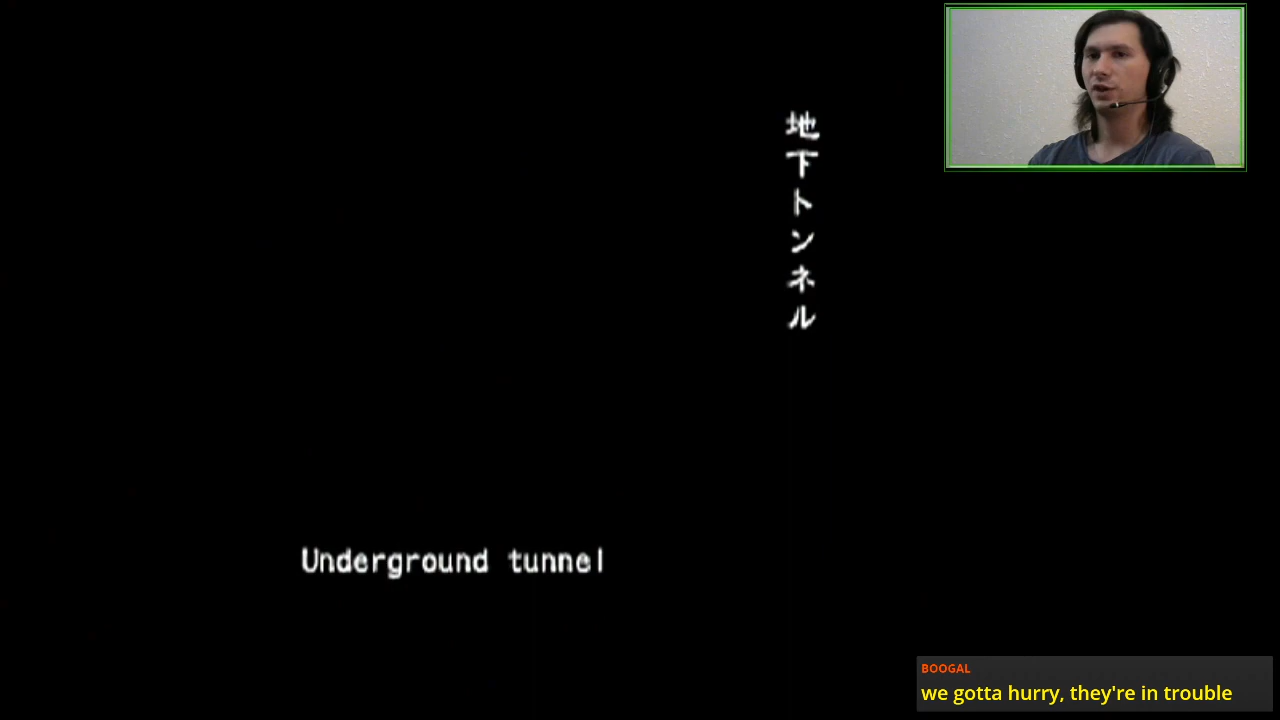 地下トンネル
Underground tunnel
BOOGAL
we gotta hurry, they're in trouble